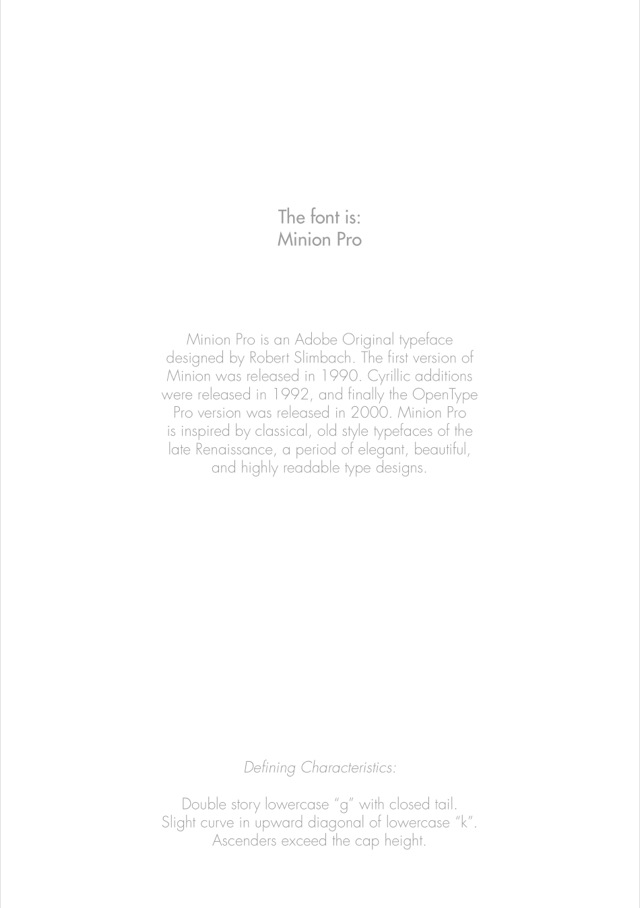 The font is:
Minion Pro
Minion Pro is an Adobe Original typeface
designed by Robert Slimbach. The first version of
Minion was released in 1990. Cyrillic additions
were released in 1992, and finally the OpenType
Pro version was released in 2000. Minion Pro
is inspired by classical, old style typefaces of the
late Renaissance, a period of elegant, beautiful,
and highly readable type designs.
Defining Characteristics:
Double story lowercase “g” with closed tail.
Slight curve in upward diagonal of lowercase “k”.
Ascenders exceed the cap height.